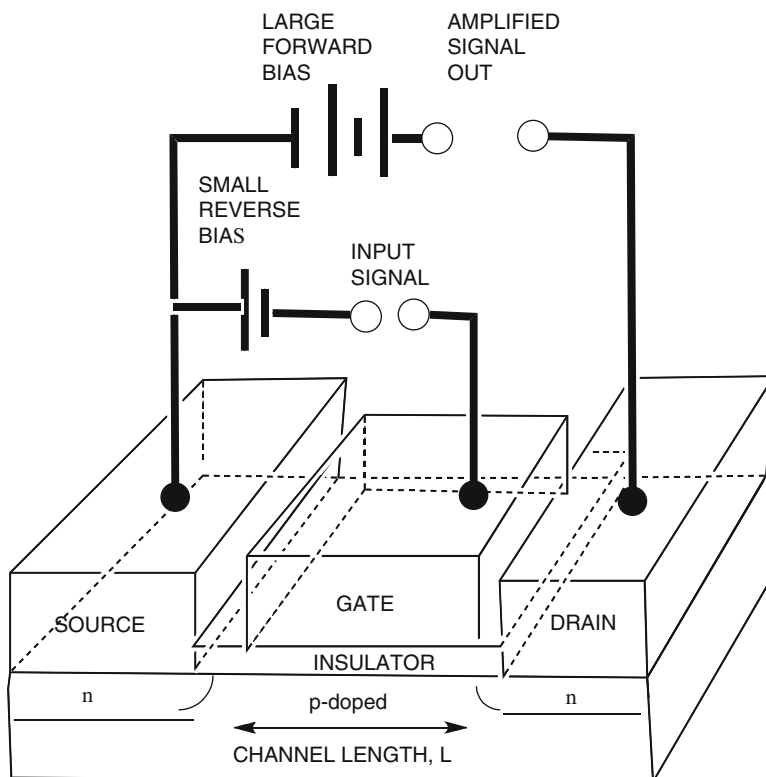 LARGE
FORWARD
BIAS
AMPLIFIED
SIGNAL
OUT
SMALL
REVERSE
BIAS
INPUT
SIGNAL
SOURCE
GATE
DRAIN
INSULATOR
n
p-doped
n
CHANNEL LENGTH, L